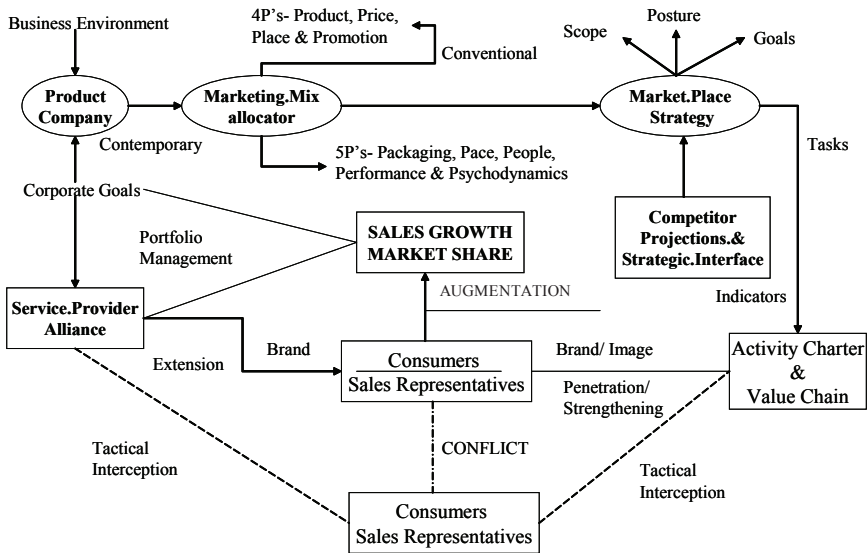 Business Environment
4P's- Product, Price,
Place & Promotion
Conventional
Scope
Posture
Goals
Product
Company
Contemporary
Marketing.Mix
allocator
Market.Place
Strategy
Tasks
5P's- Packaging, Pace, People,
Performance & Psychodynamics
Corporate Goals
Portfolio
Management
SALES GROWTH
MARKET SHARE
Competitor
Projections.&
Strategic.Interface
AUGMENTATION
Indicators
Service.Provider
Alliance
Extension
Brand
Consumers
Sales Representatives
Brand/ Image
Penetration/
Strengthening
Activity Charter
&
Value Chain
Tactical
Interception
CONFLICT
Tactical
Interception
Consumers
Sales Representatives